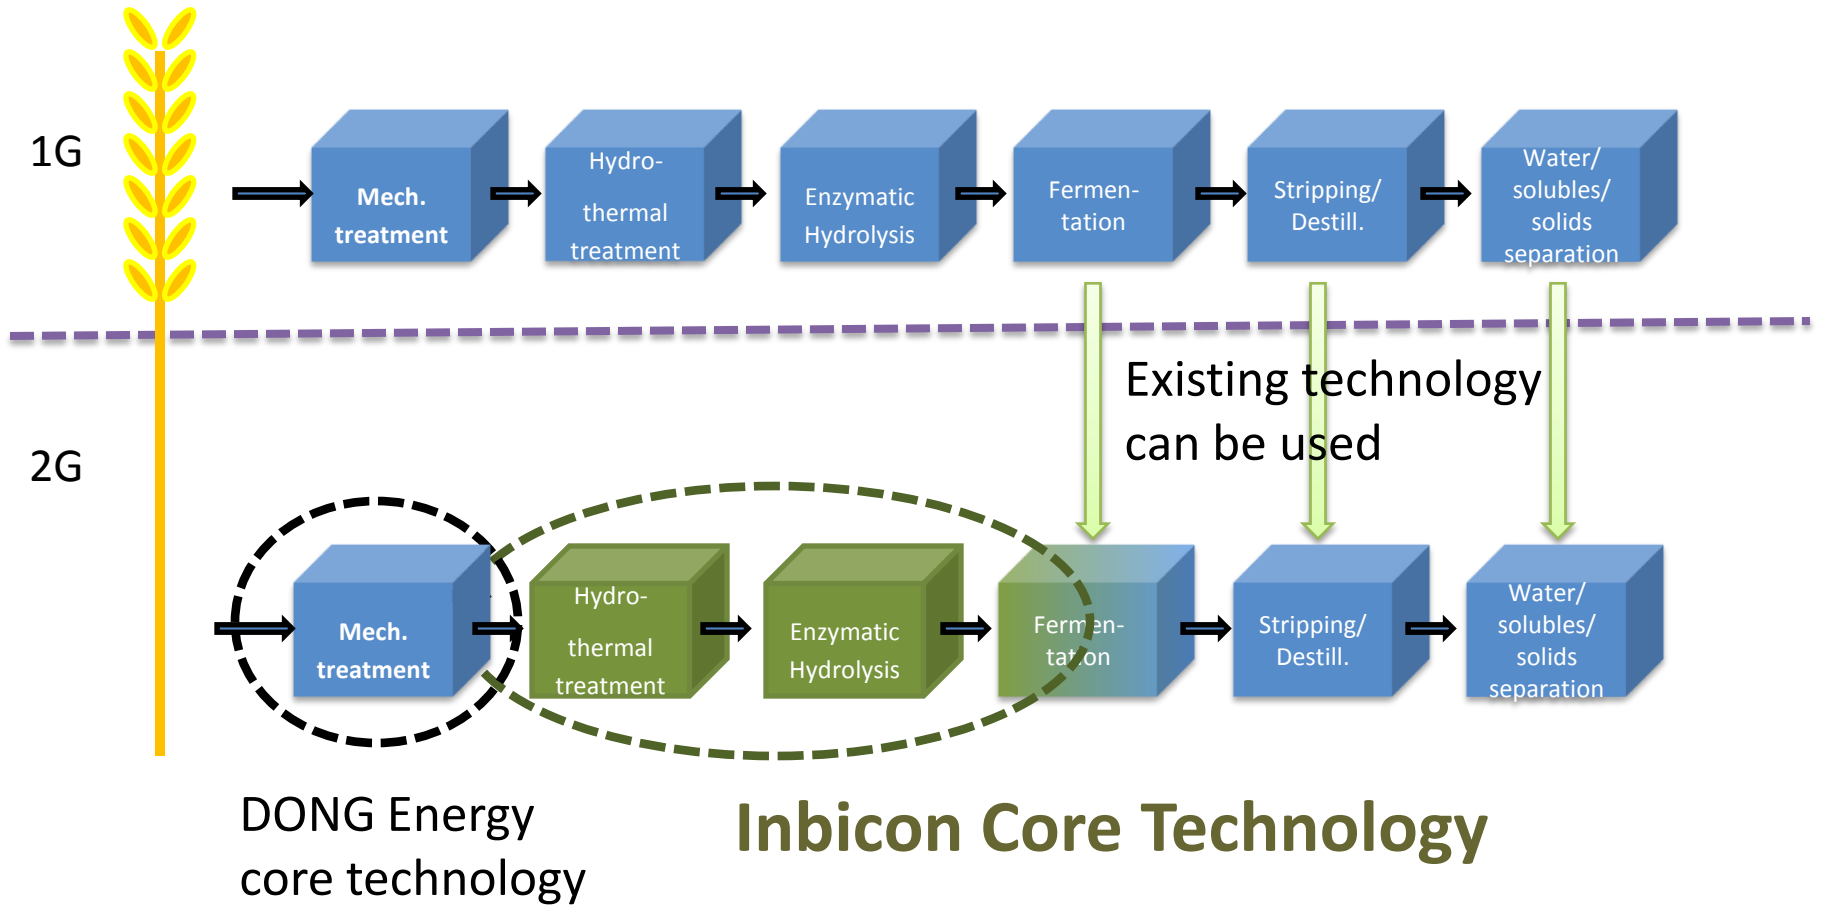 1G
Mech.
treatment
Hydro-
thermal
treatment
Enzymatic
Hydrolysis
Fermen-
tation
Stripping/
Destill.
Water/
solubles/
solids
separation
Existing technology
can be used
2G
Mech.
treatment
Hydro-
thermal
treatment
Enzymatic
Hydrolysis
Fermen-
tation
Stripping/
Destill.
Water/
solubles/
solids
separation
DONG Energy
core technology
Inbicon Core Technology